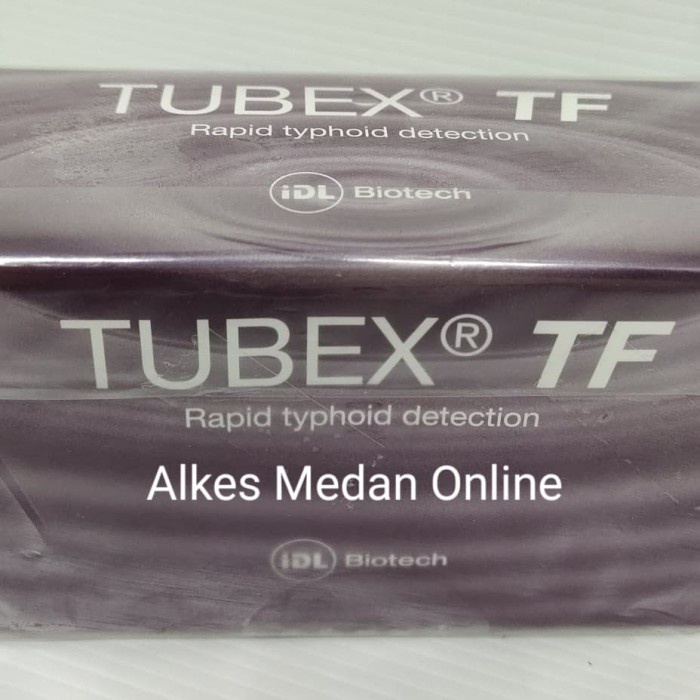 TUBEX® TF
Rapid typhoid detection
iDL Biotech
TUBEX® TF
Rapid typhoid detection
Alkes Medan Online
iDL Biotech